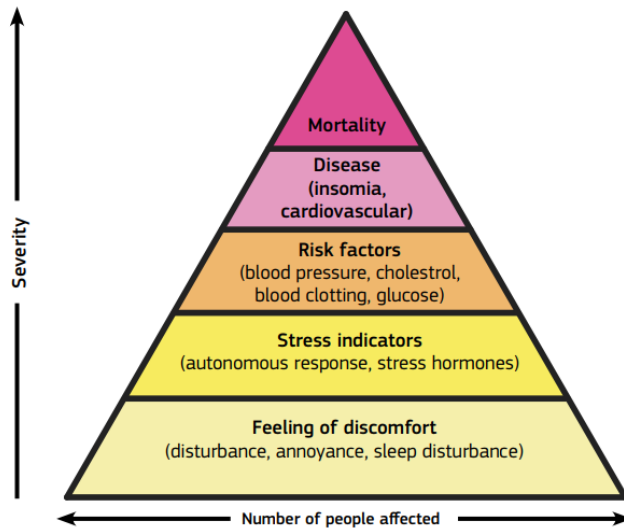 Mortality
Disease
(insomia,
cardiovascular)
Risk factors
(blood pressure, cholestrol,
blood clotting, glucose)
Stress indicators
(autonomous response, stress hormones)
Feeling of discomfort
(disturbance, annoyance, sleep disturbance)
Severity
Number of people affected